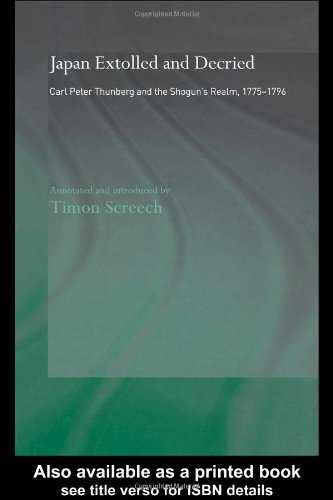 Japan Extolled and Decried
Carl Peter Thunberg and the Shogun's Realm, 1775–1796
Annotated and introduced by
Timon Screech
Also available as a printed book
see title verso for ISBN details